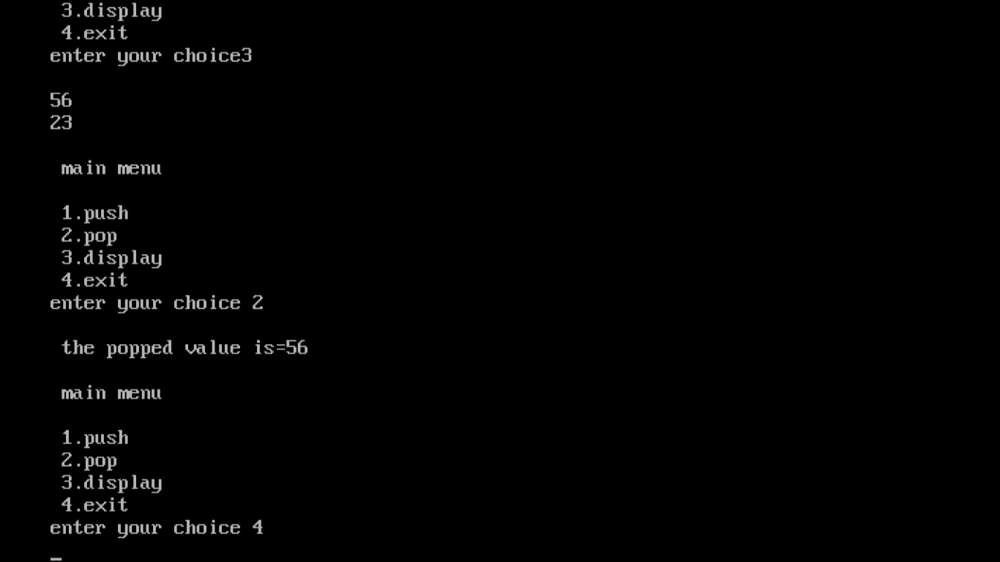 3.display
4.exit
enter your choice3
56
23
main menu
1.push
2.pop
3.display
4.exit
enter your choice 2
the popped value is=56
main menu
1.push
2.pop
3.display
4.exit
enter your choice 4
_